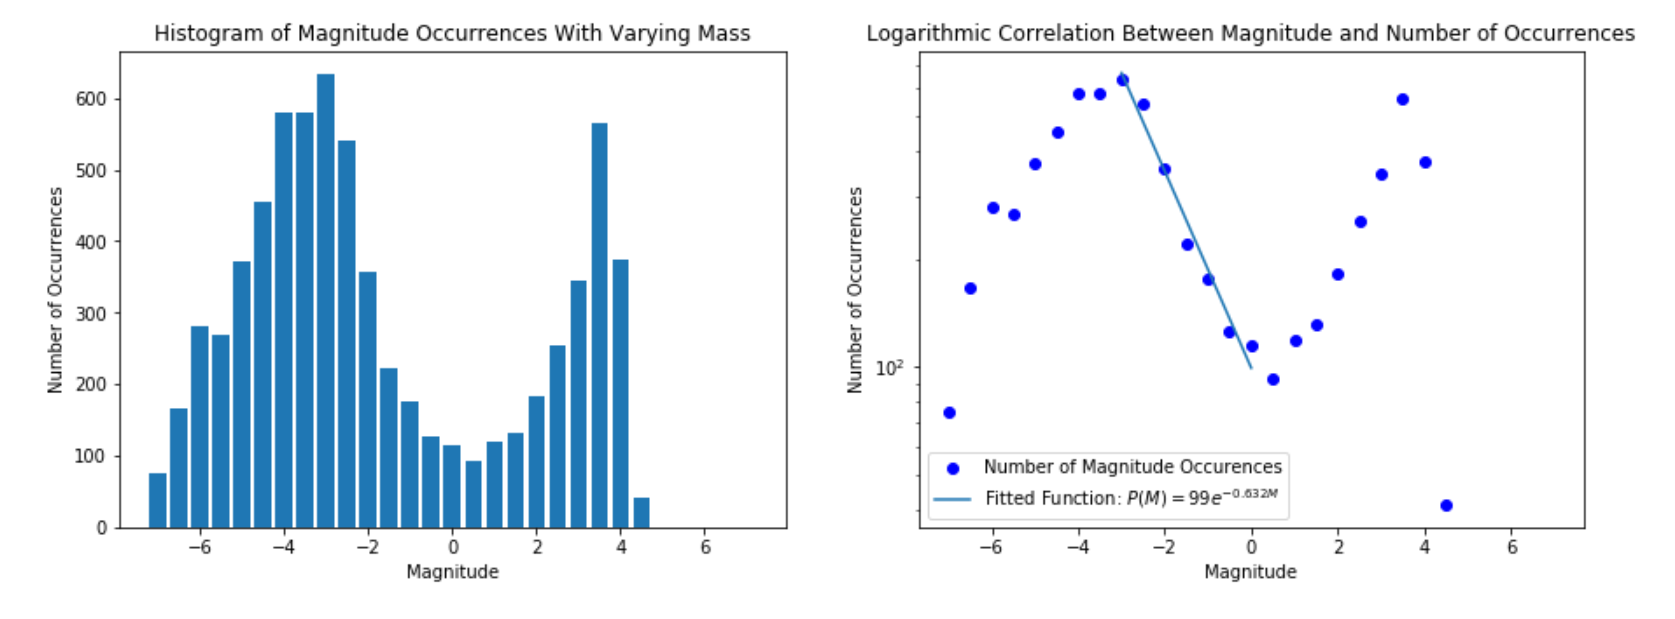 Histogram of Magnitude Occurrences With Varying Mass
Number of Occurrences
600
500
400
300
200
100
0
−6 −4 −2 0 2 4 6
Magnitude
Logarithmic Correlation Between Magnitude and Number of Occurrences
Number of Occurrences
10²
Number of Magnitude Occurences
Fitted Function: P(M) = 99e^{−0.632M}
−6 −4 −2 0 2 4 6
Magnitude